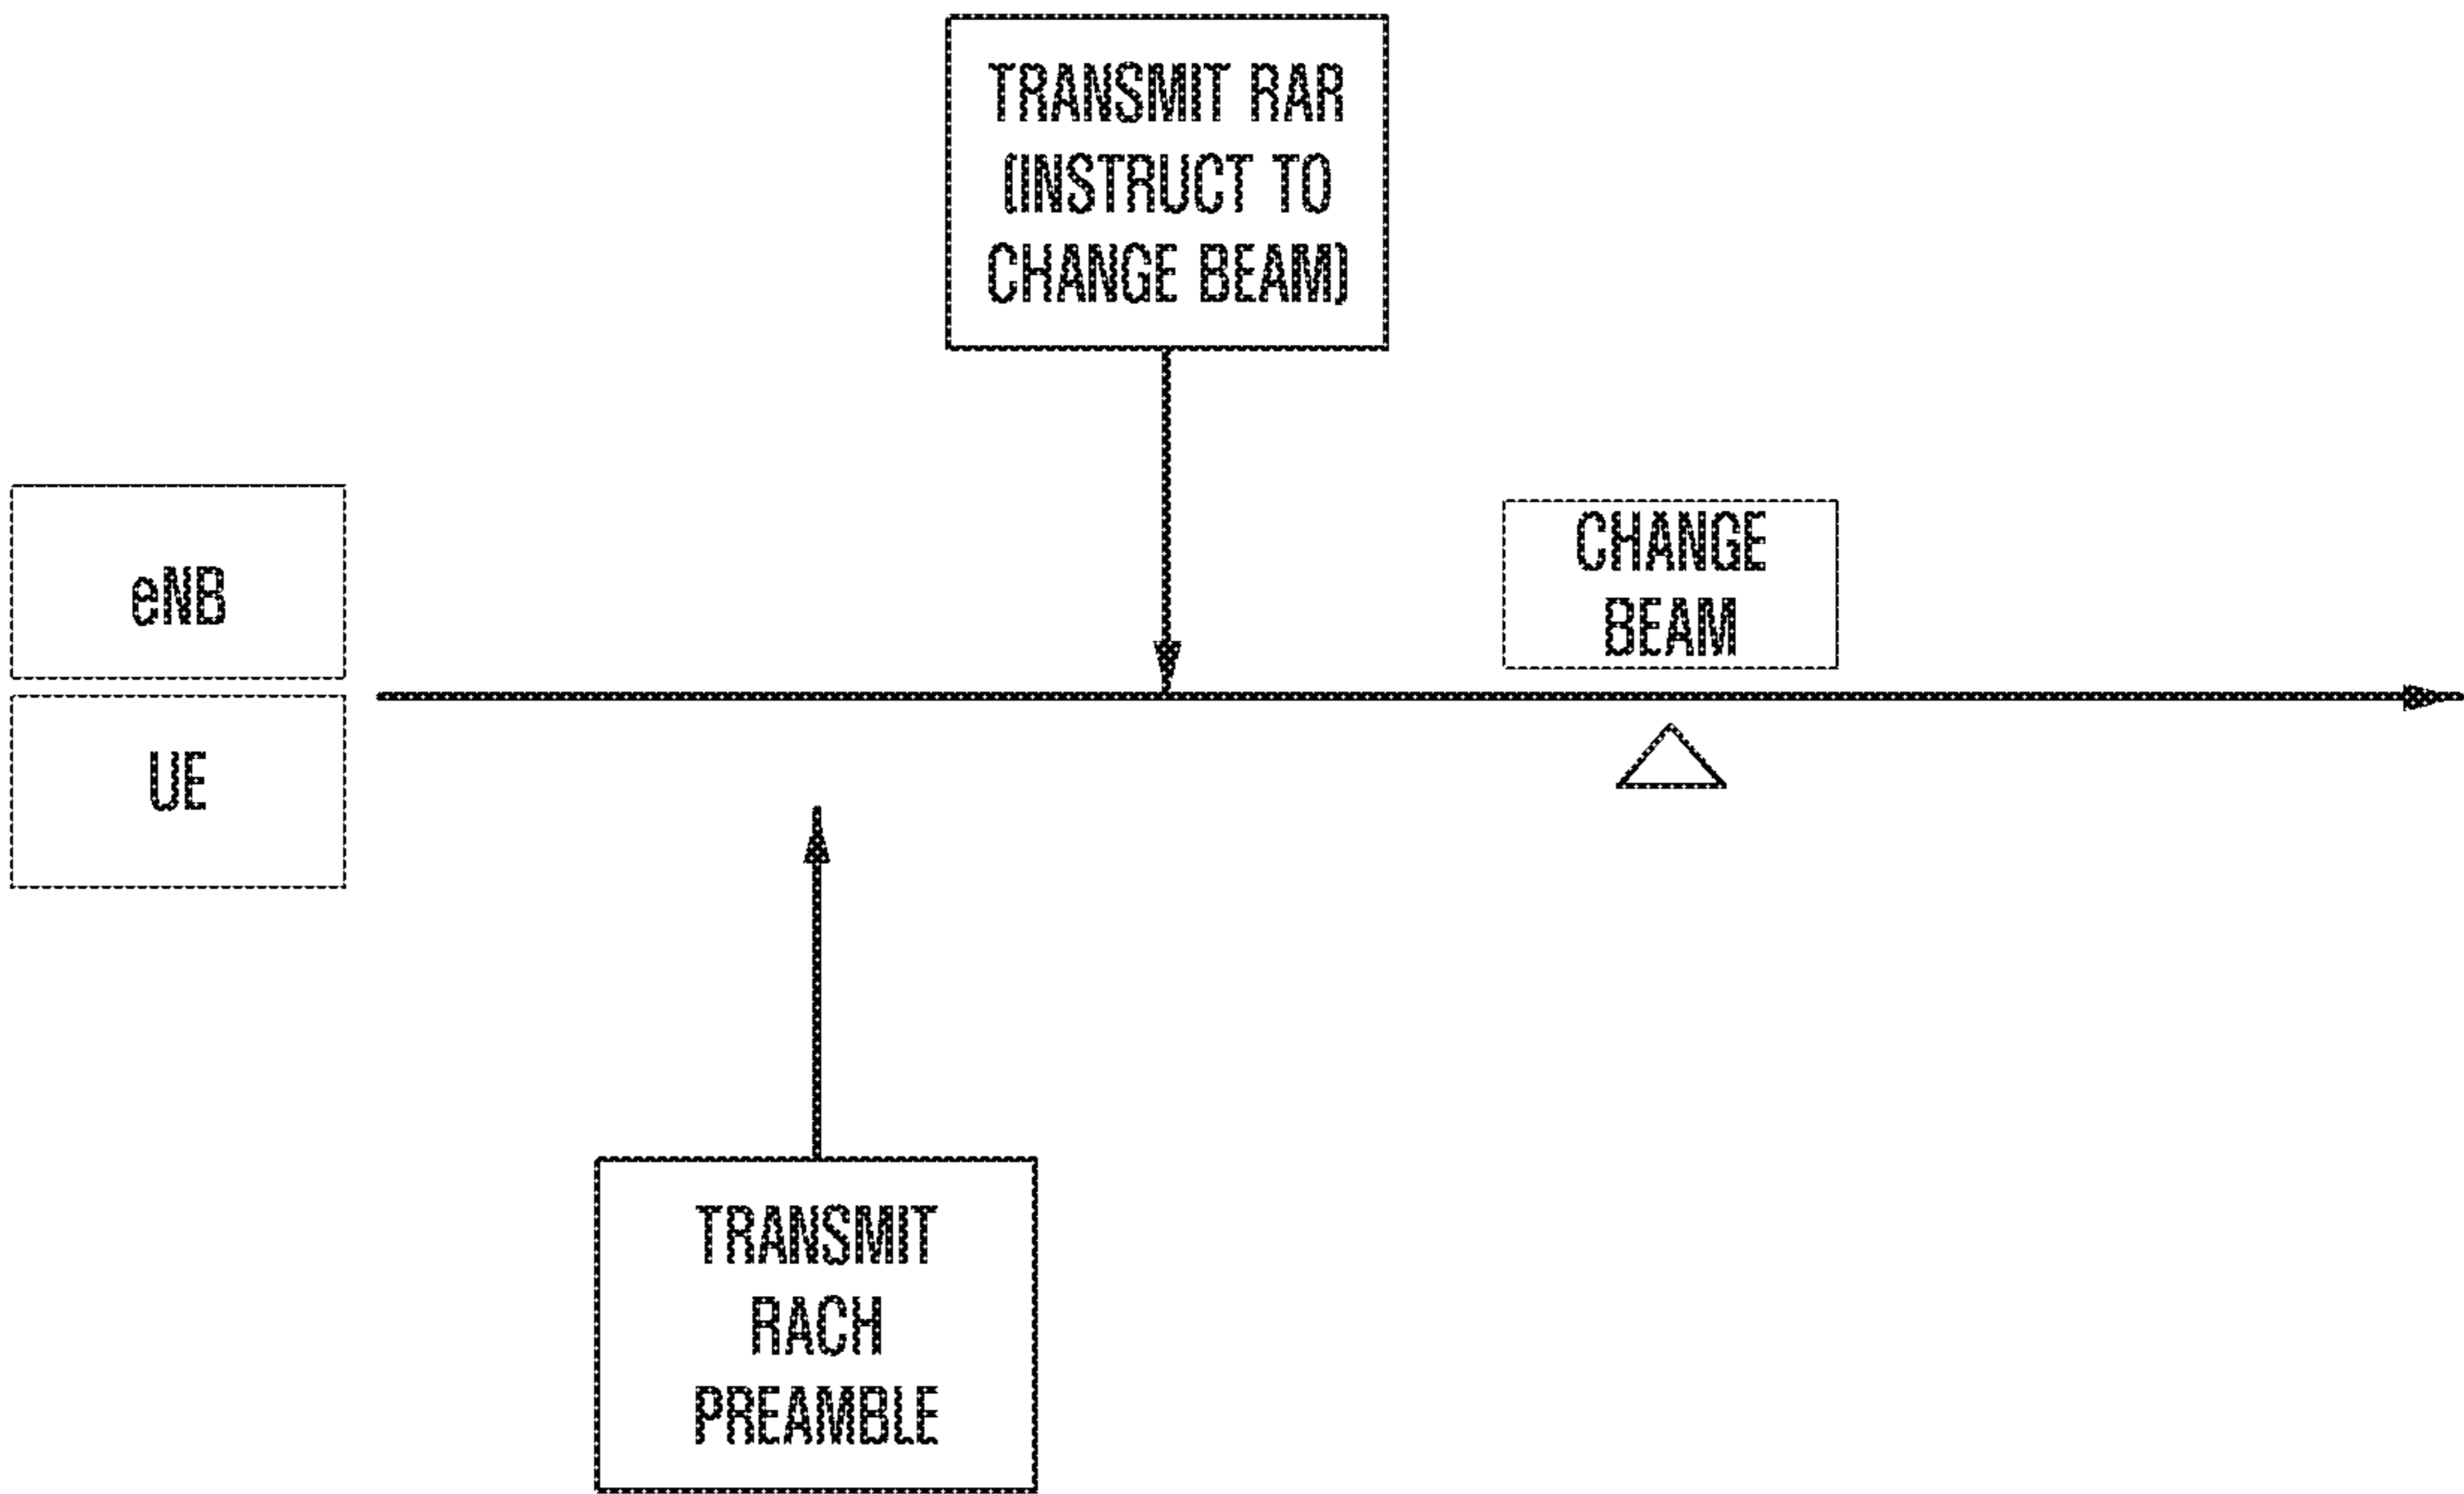 TRANSMIT RAR
(INSTRUCT TO
CHANGE BEAM)
eNB
CHANGE
BEAM
UE
TRANSMIT
RACH
PREAMBLE